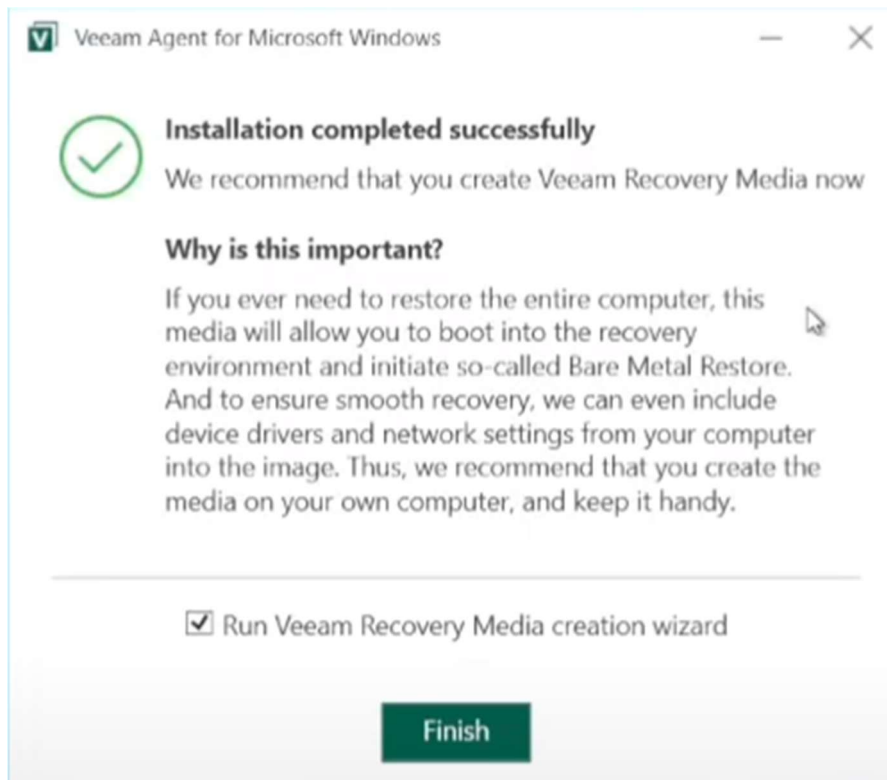 Veeam Agent for Microsoft Windows
Installation completed successfully
We recommend that you create Veeam Recovery Media now
Why is this important?
If you ever need to restore the entire computer, this
media will allow you to boot into the recovery
environment and initiate so-called Bare Metal Restore.
And to ensure smooth recovery, we can even include
device drivers and network settings from your computer
into the image. Thus, we recommend that you create the
media on your own computer, and keep it handy.
Run Veeam Recovery Media creation wizard
Finish